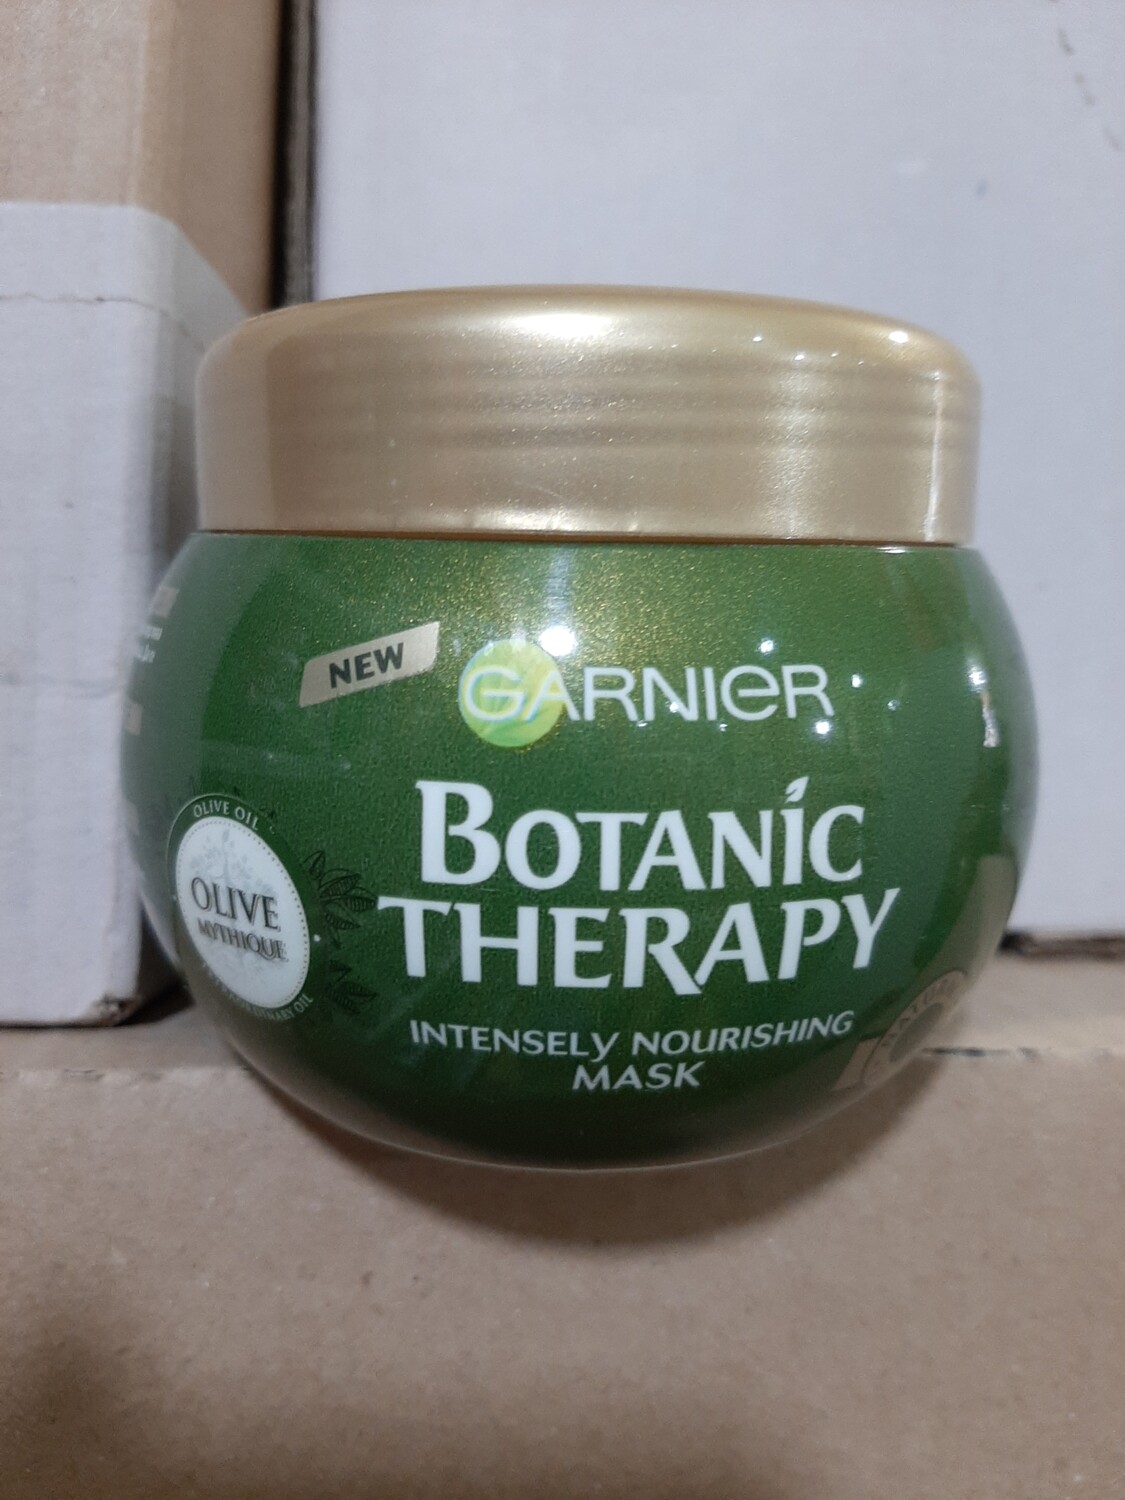 NEW
GARNIER
BOTANIC
THERAPY
INTENSELY NOURISHING
MASK
OLIVE OIL
OLIVE
MYTHIQUE